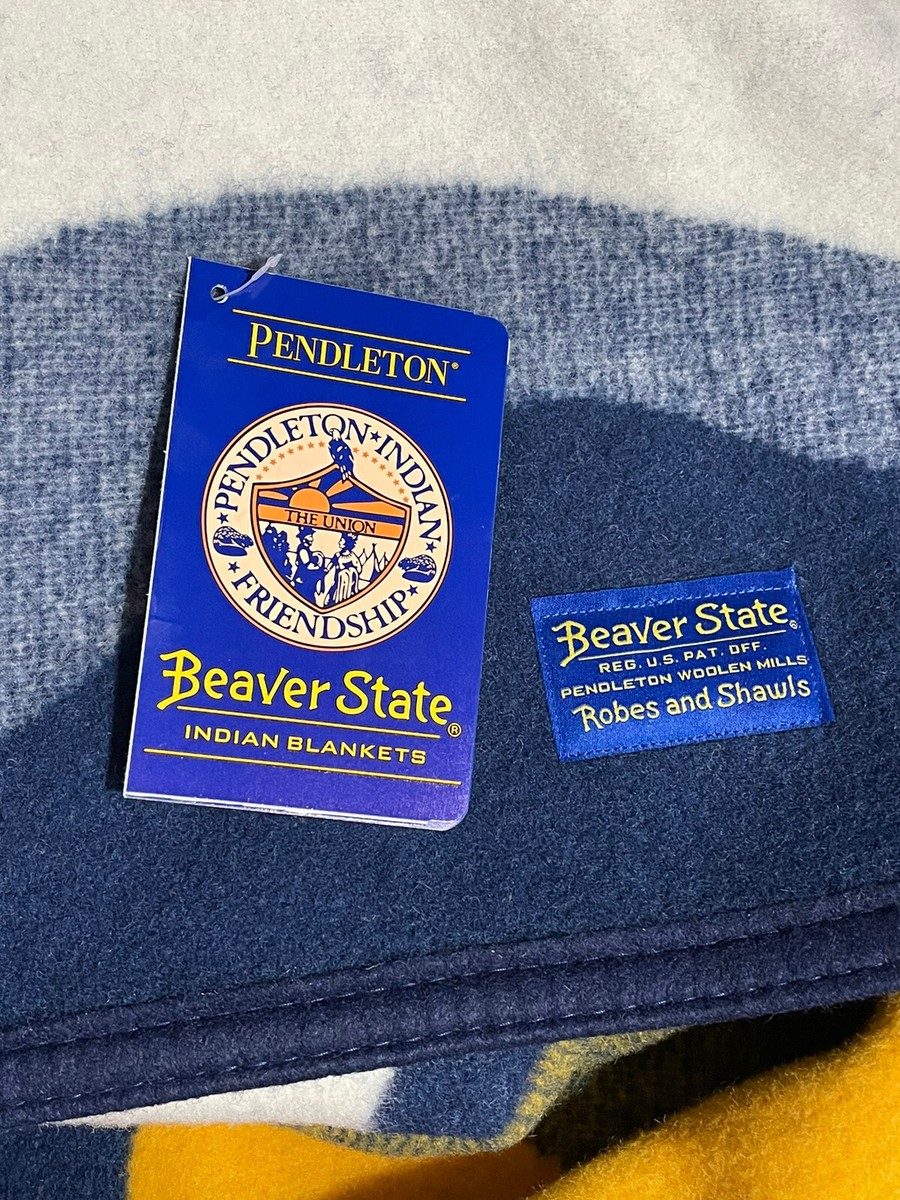 PENDLETON®
PENDLETON★INDIAN
★FRIENDSHIP★
THE UNION
Beaver State®
INDIAN BLANKETS
Beaver State®
REG. U.S. PAT. OFF.
PENDLETON WOOLEN MILLS
Robes and Shawls